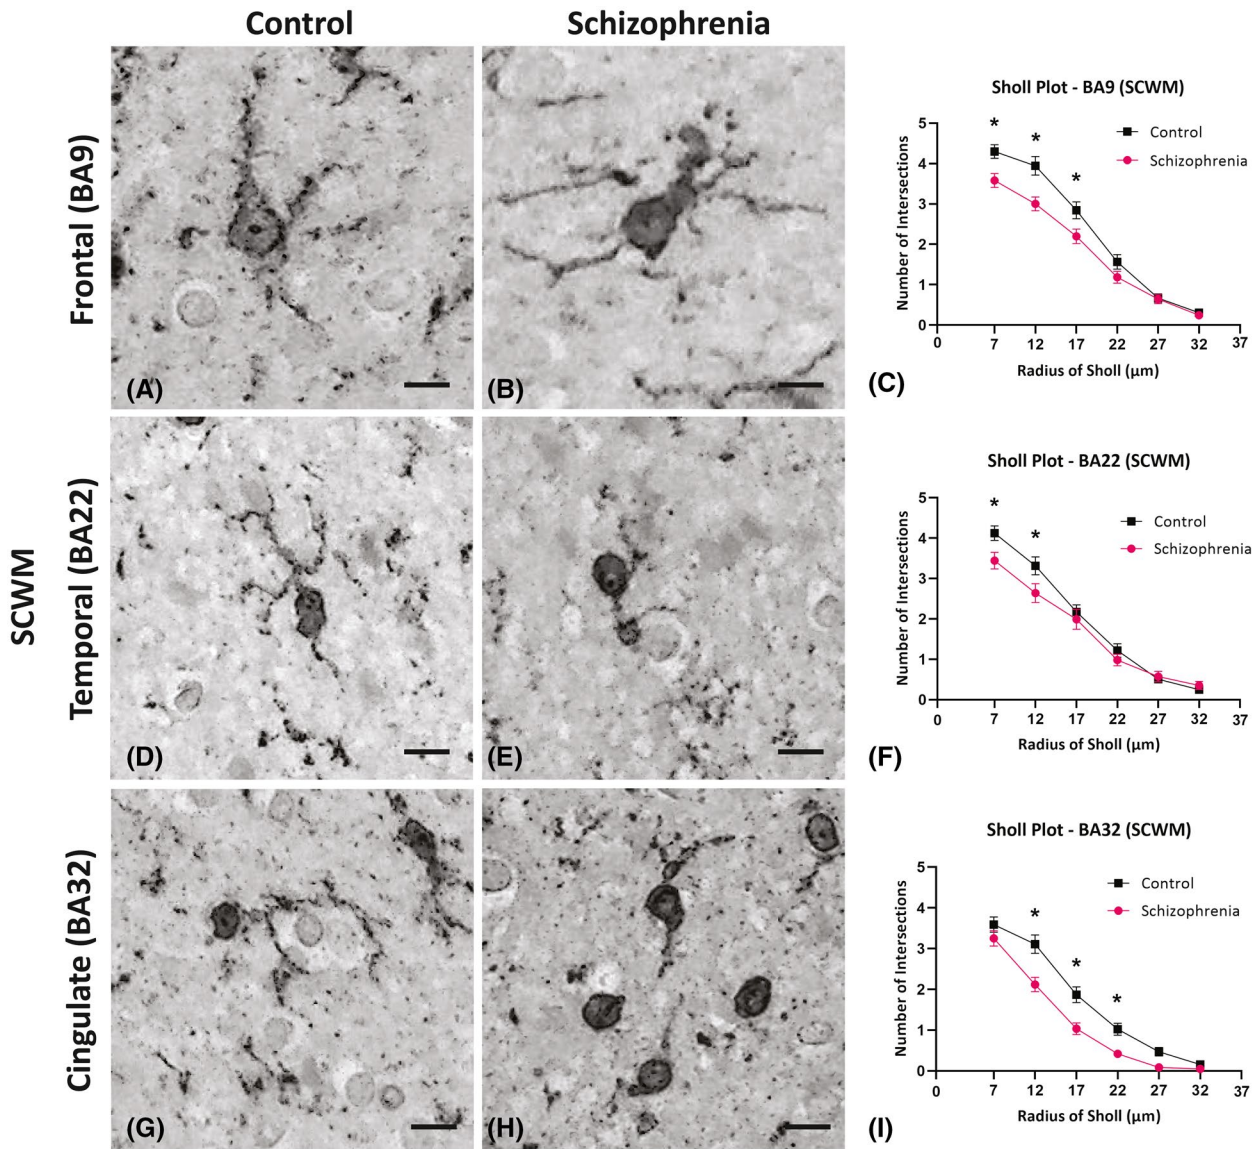 Control
Schizophrenia
SCWM
Frontal (BA9)
(A)
(B)
Sholl Plot - BA9 (SCWM)
Number of Intersections
5
4
3
2
1
0
0 7 12 17 22 27 32 37
Radius of Sholl (μm)
* * *
Control
Schizophrenia
(C)
Temporal (BA22)
(D)
(E)
Sholl Plot - BA22 (SCWM)
Number of Intersections
5
4
3
2
1
0
0 7 12 17 22 27 32 37
Radius of Sholl (μm)
* *
Control
Schizophrenia
(F)
Cingulate (BA32)
(G)
(H)
Sholl Plot - BA32 (SCWM)
Number of Intersections
5
4
3
2
1
0
0 7 12 17 22 27 32 37
Radius of Sholl (μm)
* * *
Control
Schizophrenia
(I)